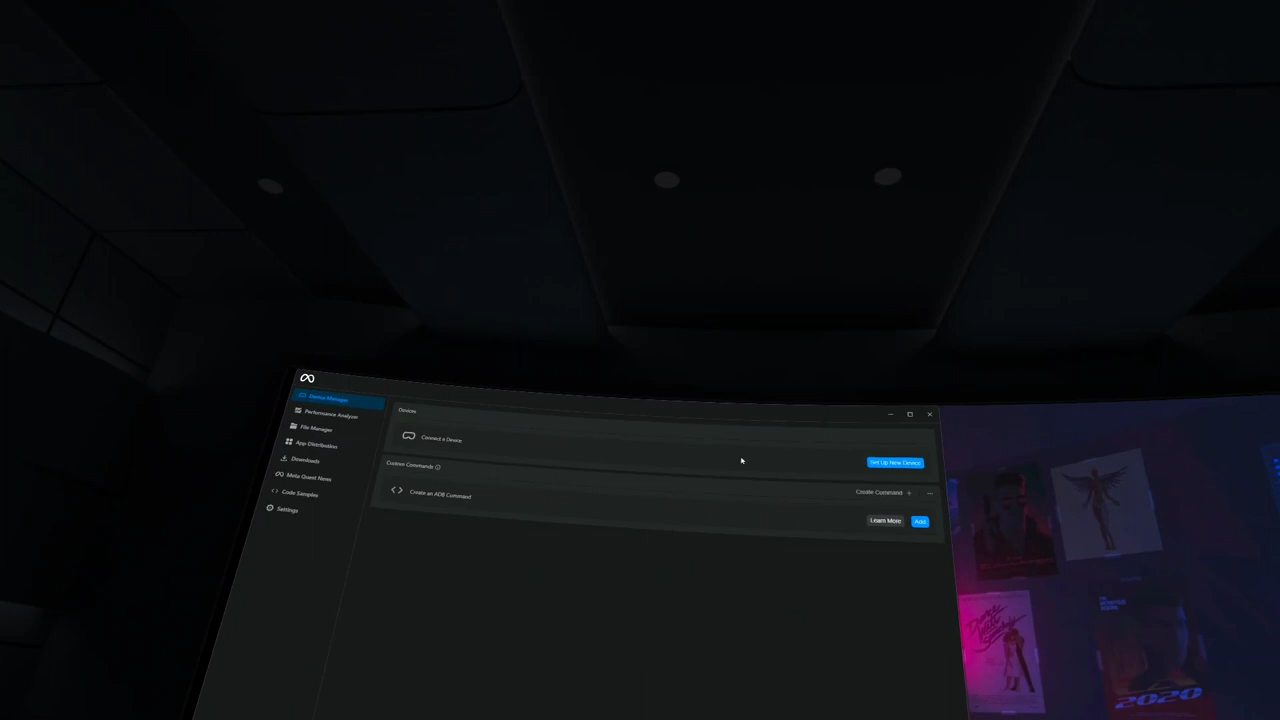 Device Manager
Performance Analyzer
File Manager
App Distribution
Downloads
Meta Quest News
Code Samples
Settings
Devices
Connect a Device
Set Up New Device
Custom Commands
Create Command +
Create an ADB Command
Learn More
Add
2020